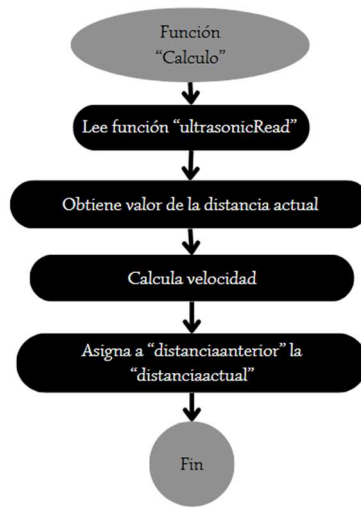 Función
“Calculo”
Lee función “ultrasonicRead”
Obtiene valor de la distancia actual
Calcula velocidad
Asigna a “distanciaanterior” la
“distanciaactual”
Fin